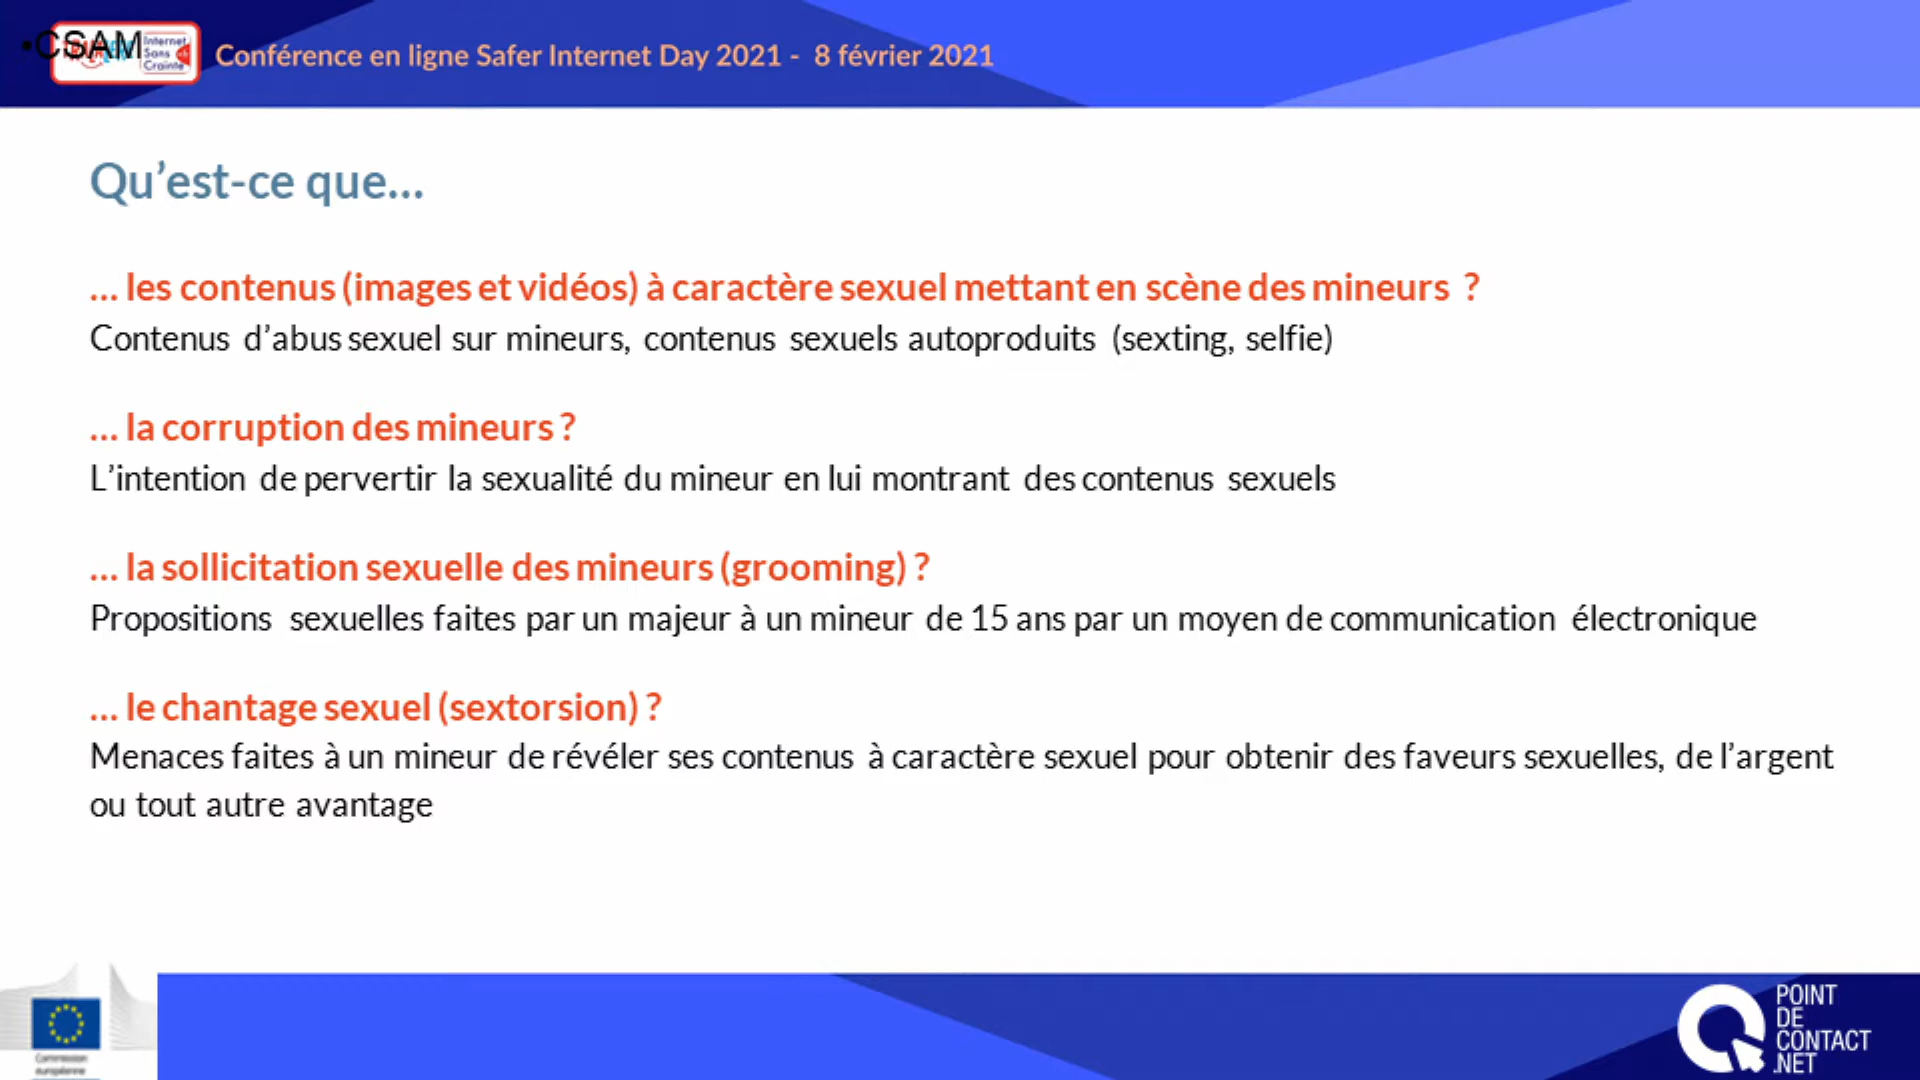 •CSAM
Internet
Sans
Crainte
Conférence en ligne Safer Internet Day 2021 - 8 février 2021
Qu’est-ce que…
… les contenus (images et vidéos) à caractère sexuel mettant en scène des mineurs ?
Contenus d’abus sexuel sur mineurs, contenus sexuels autoproduits (sexting, selfie)
… la corruption des mineurs ?
L’intention de pervertir la sexualité du mineur en lui montrant des contenus sexuels
… la sollicitation sexuelle des mineurs (grooming) ?
Propositions sexuelles faites par un majeur à un mineur de 15 ans par un moyen de communication électronique
… le chantage sexuel (sextorsion) ?
Menaces faites à un mineur de révéler ses contenus à caractère sexuel pour obtenir des faveurs sexuelles, de l’argent
ou tout autre avantage
Commission
européenne
POINT
DE
CONTACT
.NET